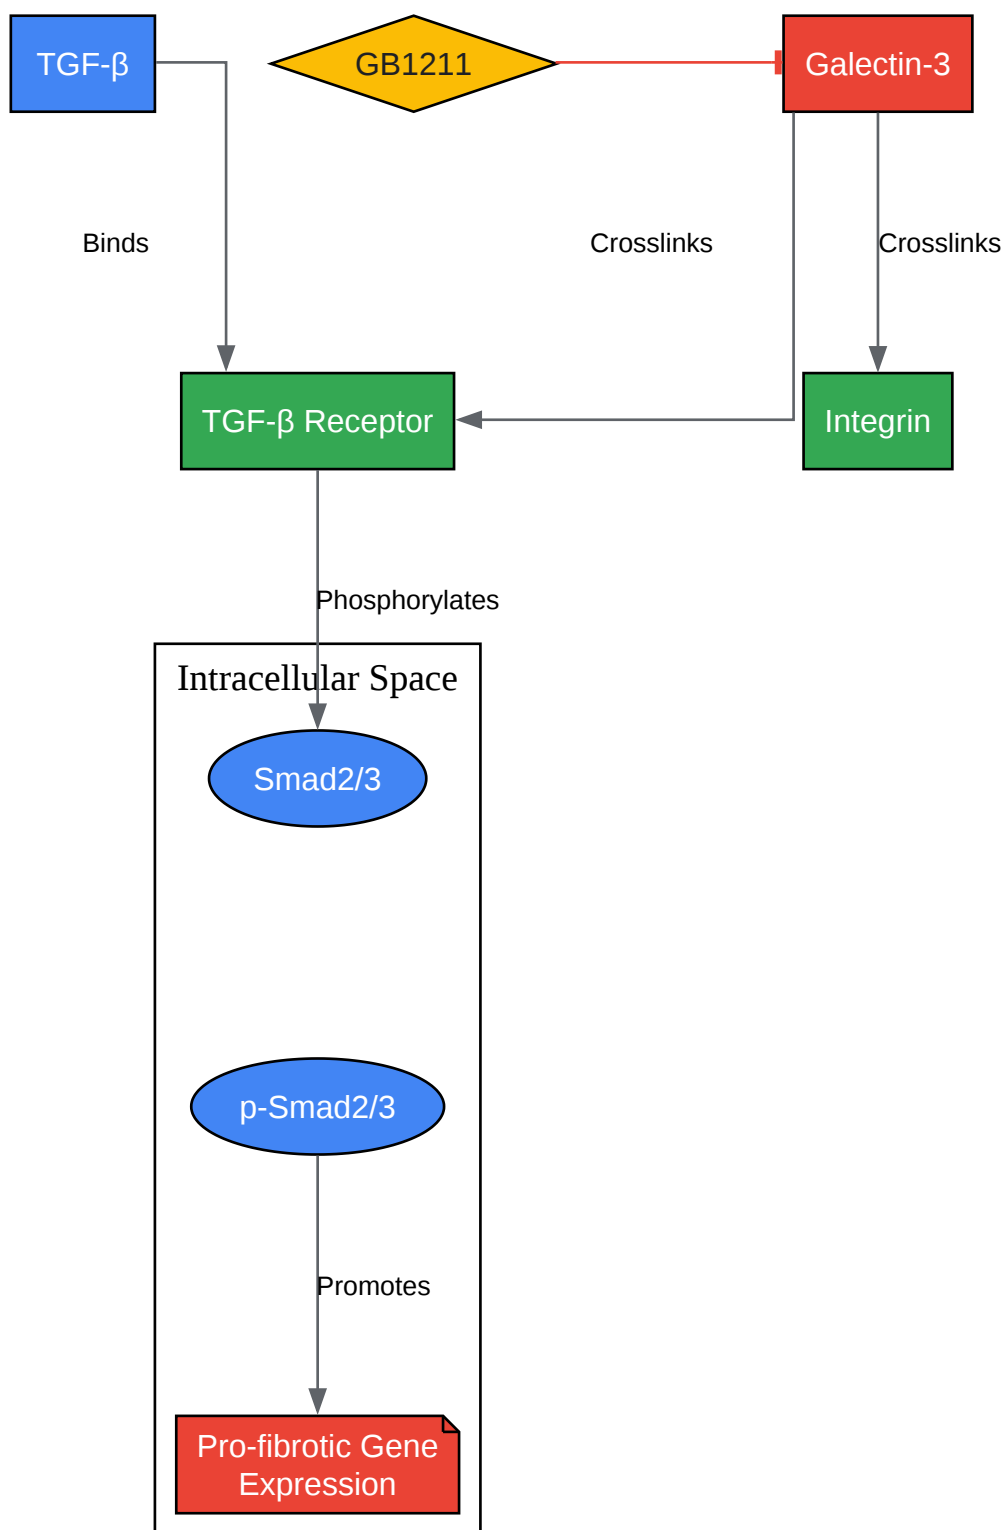 TGF-β
GB1211
Galectin-3
Binds
Crosslinks
Crosslinks
TGF-β Receptor
Integrin
Phosphorylates
Intracellular Space
Smad2/3
p-Smad2/3
Promotes
Pro-fibrotic Gene
Expression